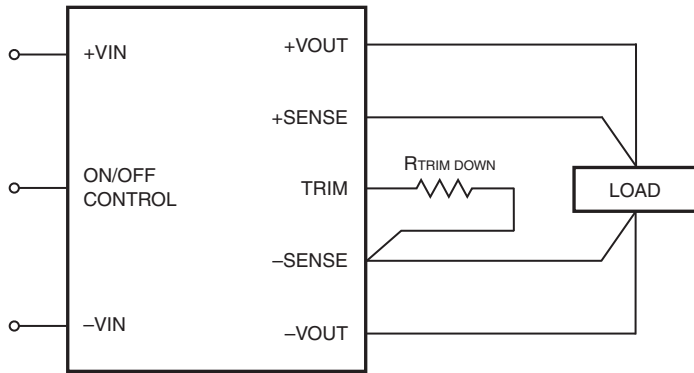 +VIN
ON/OFF
CONTROL
–VIN
+VOUT
+SENSE
TRIM
–SENSE
–VOUT
RTRIM DOWN
LOAD